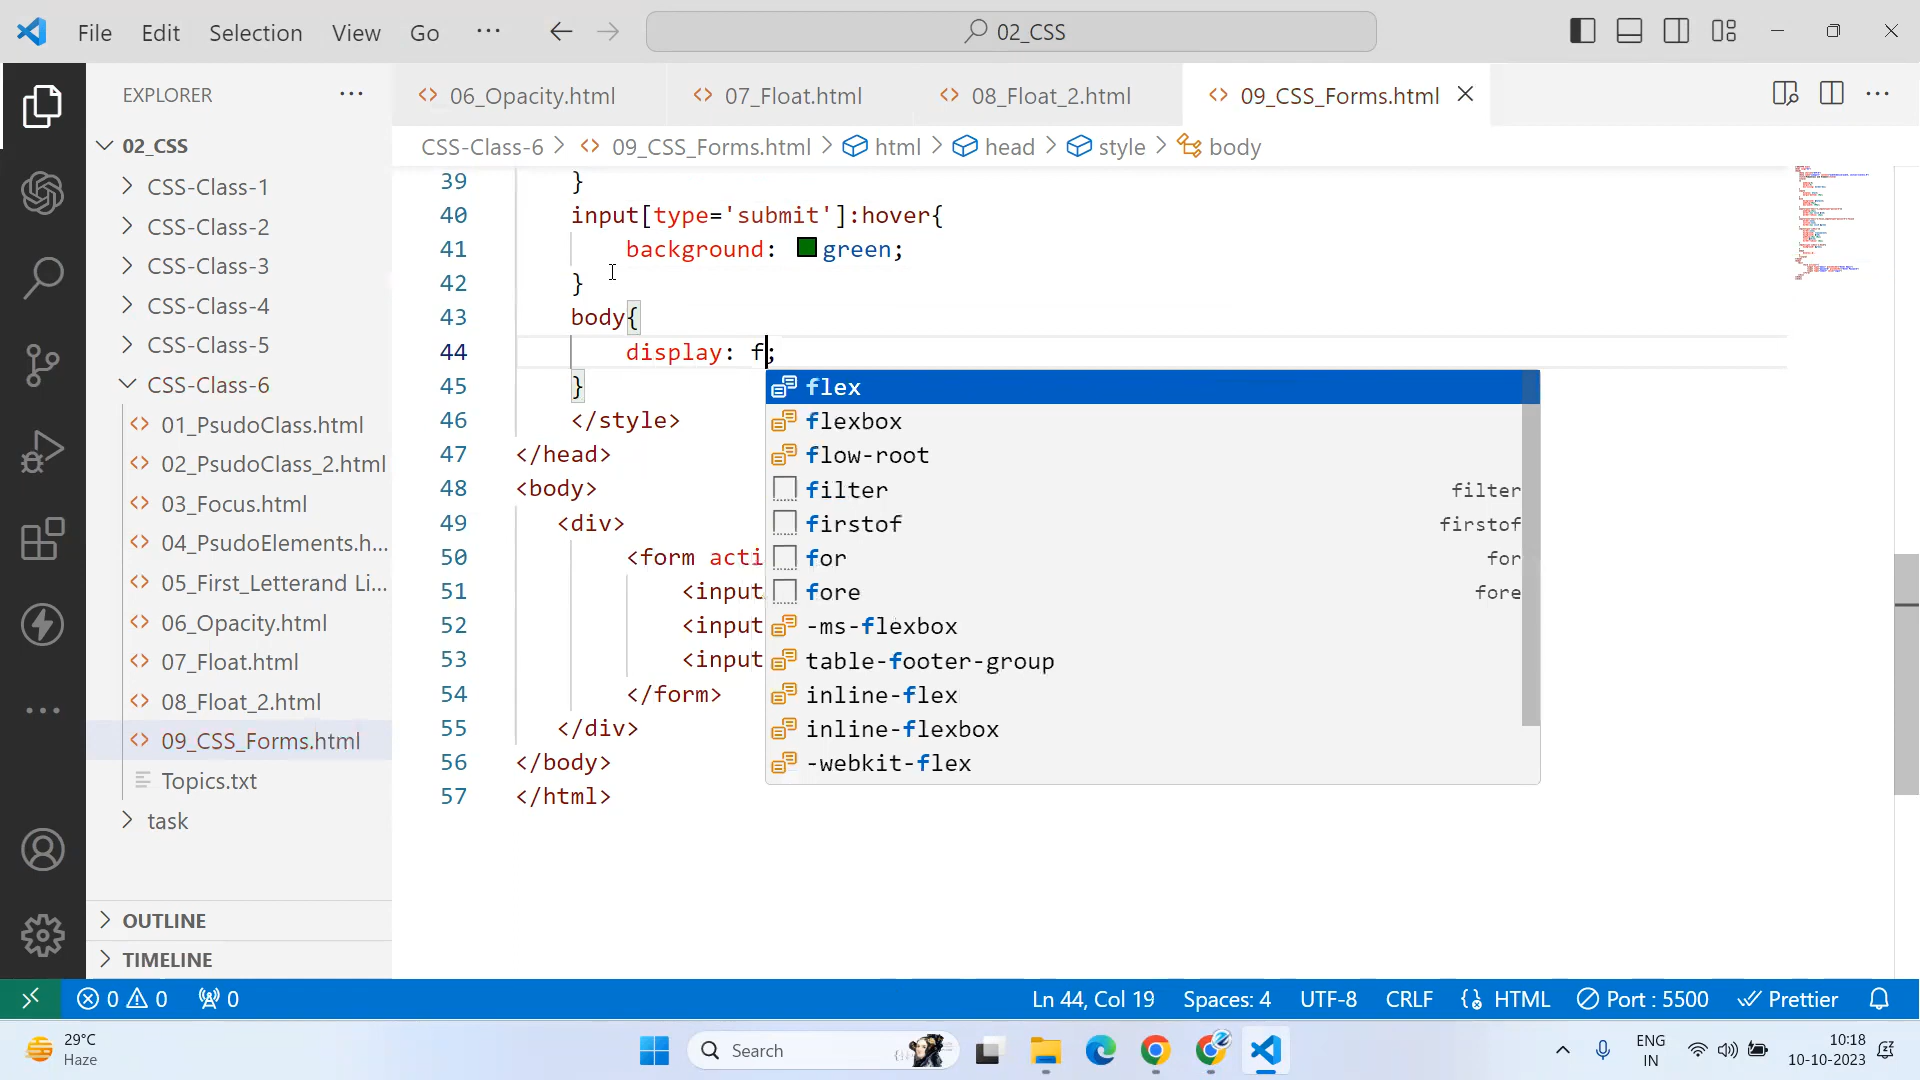 File Edit Selection View Go ··· 02_CSS
EXPLORER ···
06_Opacity.html 07_Float.html 08_Float_2.html 09_CSS_Forms.html
CSS-Class-6 > 09_CSS_Forms.html > html > head > style > body
02_CSS
CSS-Class-1
CSS-Class-2
CSS-Class-3
CSS-Class-4
CSS-Class-5
CSS-Class-6
01_PsudoClass.html
02_PsudoClass_2.html
03_Focus.html
04_PsudoElements.h...
05_First_Letterand Li...
06_Opacity.html
07_Float.html
08_Float_2.html
09_CSS_Forms.html
Topics.txt
task
OUTLINE
TIMELINE
39 }
40 input[type='submit']:hover{
41 background: green;
42 }
43 body{
44 display: f;
45 }
46 </style>
47 </head>
48 <body>
49 <div>
50 <form acti
51 <input
52 <input
53 <input
54 </form>
55 </div>
56 </body>
57 </html>
flex
flexbox
flow-root
filter filter
firstof firstof
for for
fore fore
-ms-flexbox
table-footer-group
inline-flex
inline-flexbox
-webkit-flex
0 0 0 Ln 44, Col 19 Spaces: 4 UTF-8 CRLF HTML Port : 5500 Prettier
29°C
Haze
Search
ENG
IN
10:18
10-10-2023